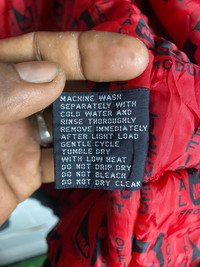 MACHINE WASH
SEPARATELY WITH
COLD WATER AND
RINSE THOROUGHLY
REMOVE IMMEDIATELY
AFTER LIGHT LOAD
GENTLE CYCLE
TUMBLE DRY
WITH LOW HEAT
DO NOT DRIP DRY
DO NOT BLEACH
DO NOT DRY CLEAN